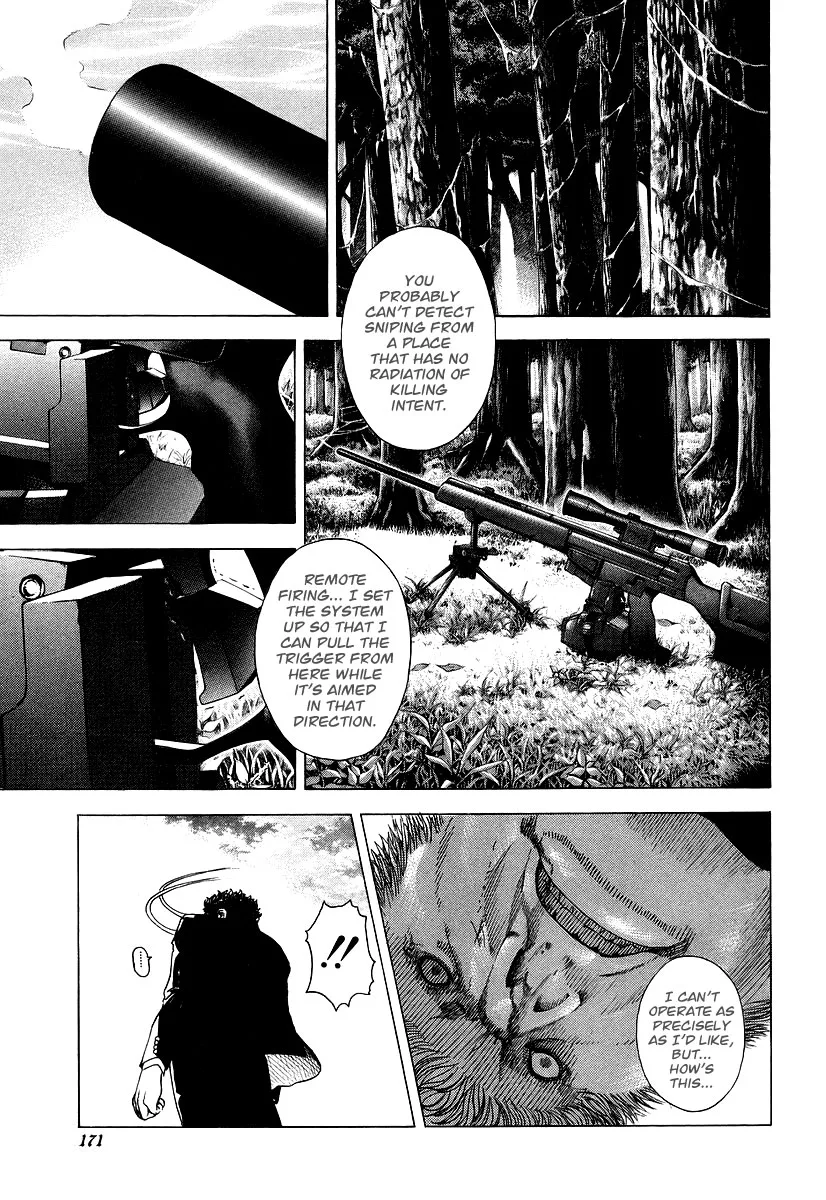 YOU
PROBABLY
CAN'T DETECT
SNIPING FROM
A PLACE
THAT HAS NO
RADIATION OF
KILLING
INTENT.
REMOTE
FIRING... I SET
THE SYSTEM
UP SO THAT I
CAN PULL THE
TRIGGER FROM
HERE WHILE
IT'S AIMED
IN THAT
DIRECTION.
I CAN'T
OPERATE AS
PRECISELY
AS I'D LIKE,
BUT...
HOW'S
THIS...
!!
......
171